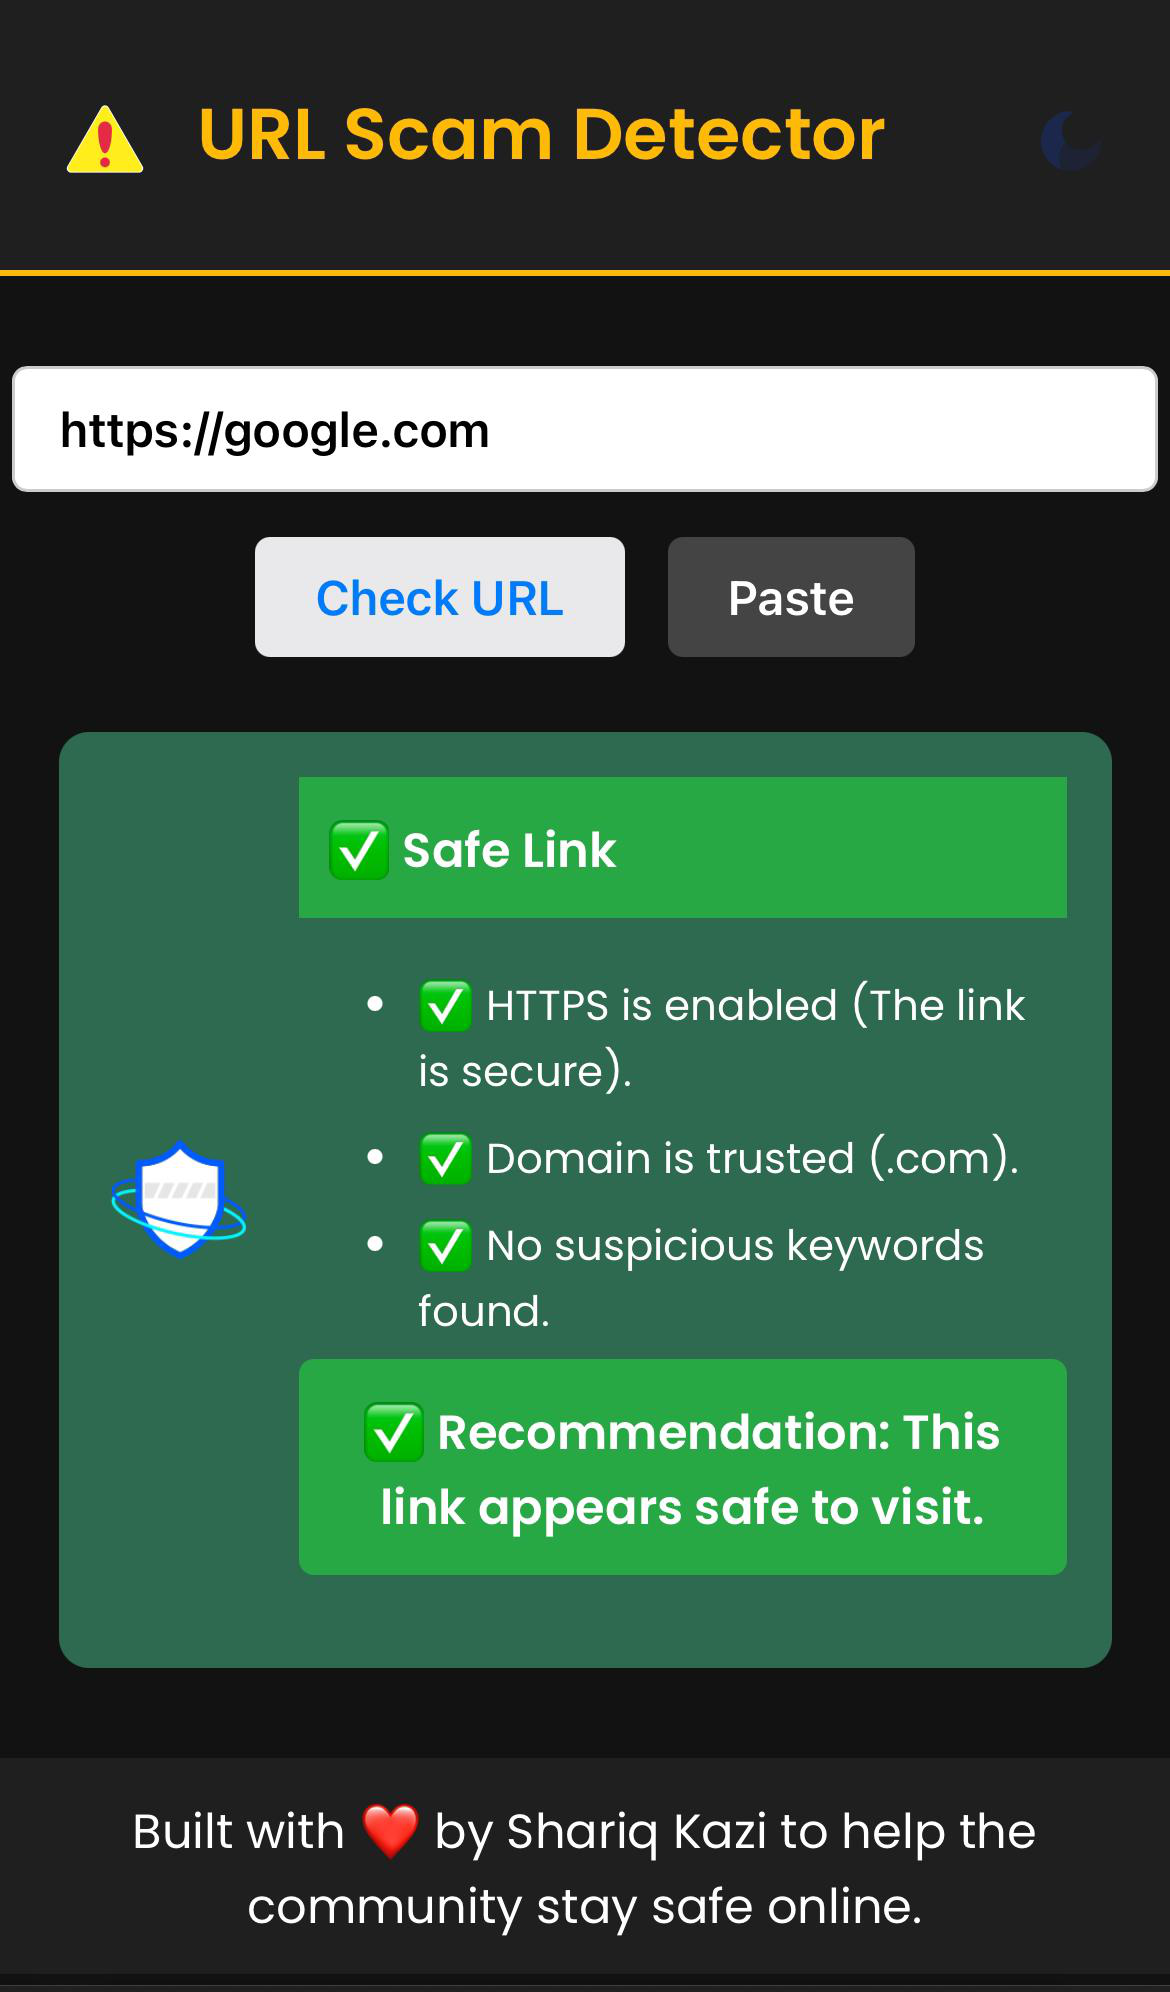 ⚠️ URL Scam Detector
https://google.com
Check URL
Paste
✅ Safe Link
• ✅ HTTPS is enabled (The link
is secure).
• ✅ Domain is trusted (.com).
• ✅ No suspicious keywords
found.
✅ Recommendation: This
link appears safe to visit.
Built with ❤️ by Shariq Kazi to help the
community stay safe online.